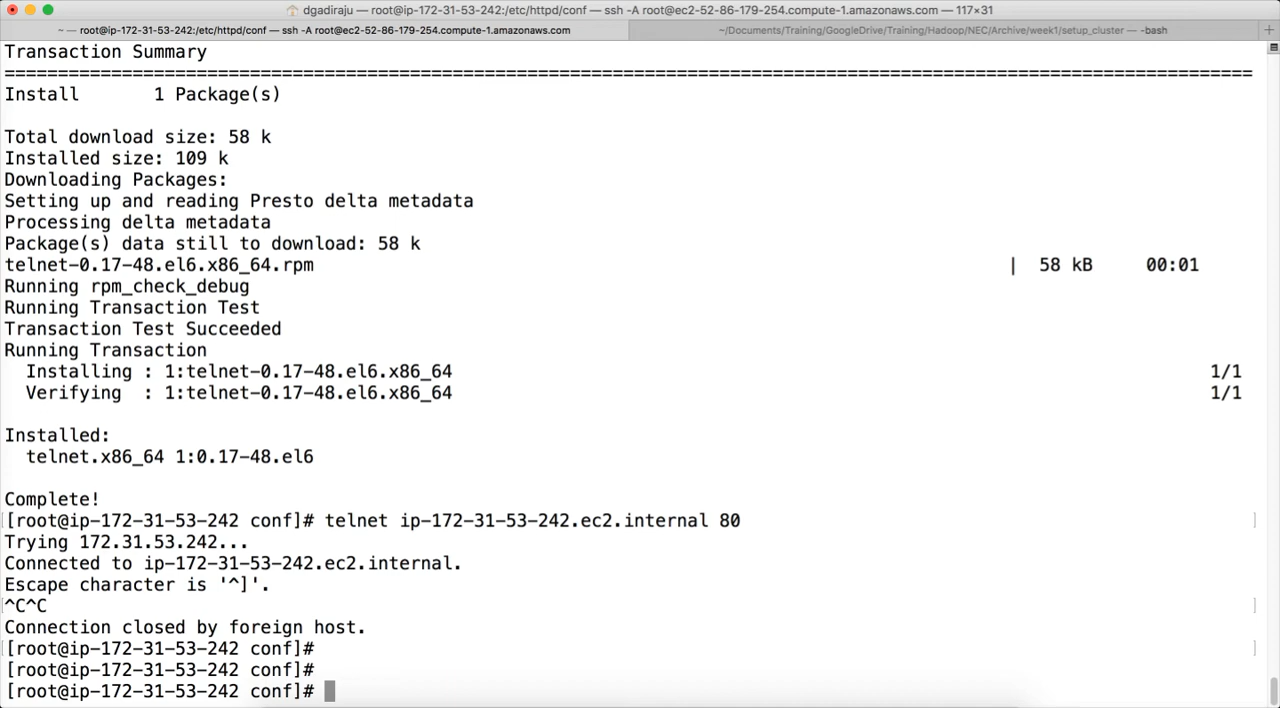 dgadiraju — root@ip-172-31-53-242:/etc/httpd/conf — ssh -A root@ec2-52-86-179-254.compute-1.amazonaws.com — 117×31
~ — root@ip-172-31-53-242:/etc/httpd/conf — ssh -A root@ec2-52-86-179-254.compute-1.amazonaws.com ~/Documents/Training/GoogleDrive/Training/Hadoop/NEC/Archive/week1/setup_cluster — -bash
Transaction Summary
================================================================================
Install 1 Package(s)
Total download size: 58 k
Installed size: 109 k
Downloading Packages:
Setting up and reading Presto delta metadata
Processing delta metadata
Package(s) data still to download: 58 k
telnet-0.17-48.el6.x86_64.rpm | 58 kB 00:01
Running rpm_check_debug
Running Transaction Test
Transaction Test Succeeded
Running Transaction
Installing : 1:telnet-0.17-48.el6.x86_64 1/1
Verifying : 1:telnet-0.17-48.el6.x86_64 1/1
Installed:
telnet.x86_64 1:0.17-48.el6
Complete!
[root@ip-172-31-53-242 conf]# telnet ip-172-31-53-242.ec2.internal 80
Trying 172.31.53.242...
Connected to ip-172-31-53-242.ec2.internal.
Escape character is '^]'.
^C^C
Connection closed by foreign host.
[root@ip-172-31-53-242 conf]#
[root@ip-172-31-53-242 conf]#
[root@ip-172-31-53-242 conf]#